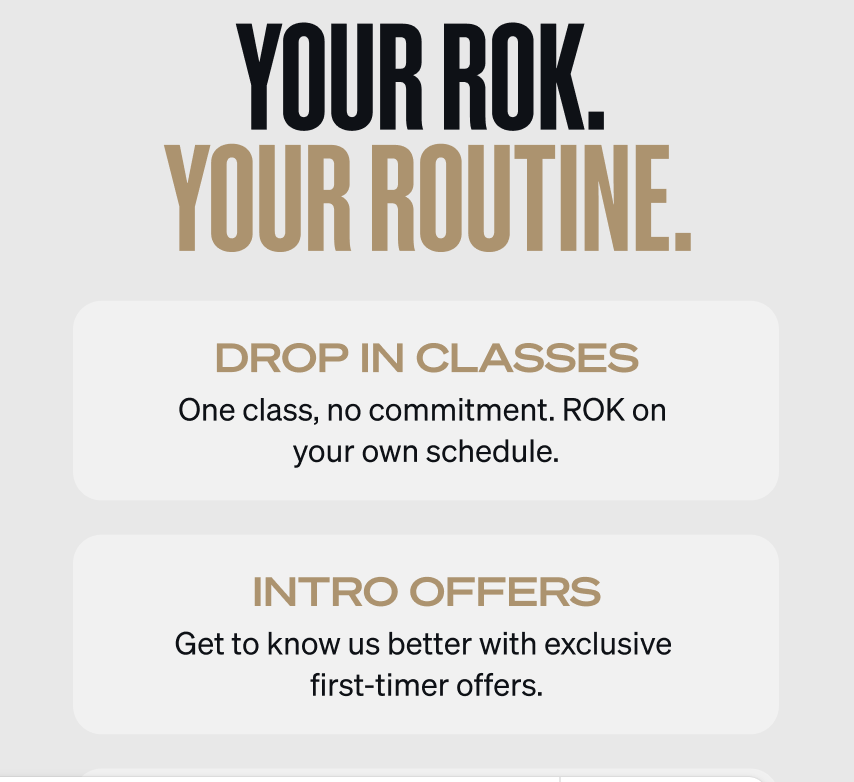 YOUR ROK.
YOUR ROUTINE.
DROP IN CLASSES
One class, no commitment. ROK on
your own schedule.
INTRO OFFERS
Get to know us better with exclusive
first-timer offers.